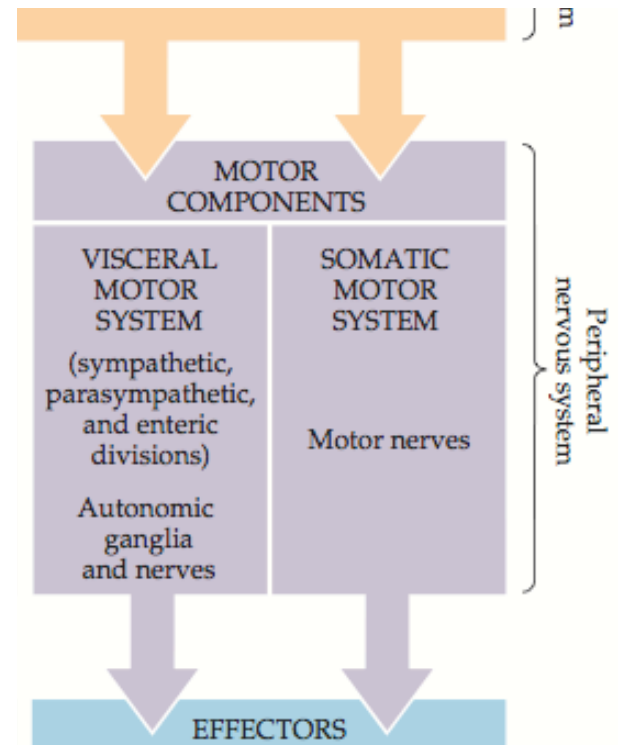 m
MOTOR
COMPONENTS
VISCERAL
MOTOR
SYSTEM
(sympathetic,
parasympathetic,
and enteric
divisions)
Autonomic
ganglia
and nerves
SOMATIC
MOTOR
SYSTEM
Motor nerves
Peripheral
nervous system
EFFECTORS